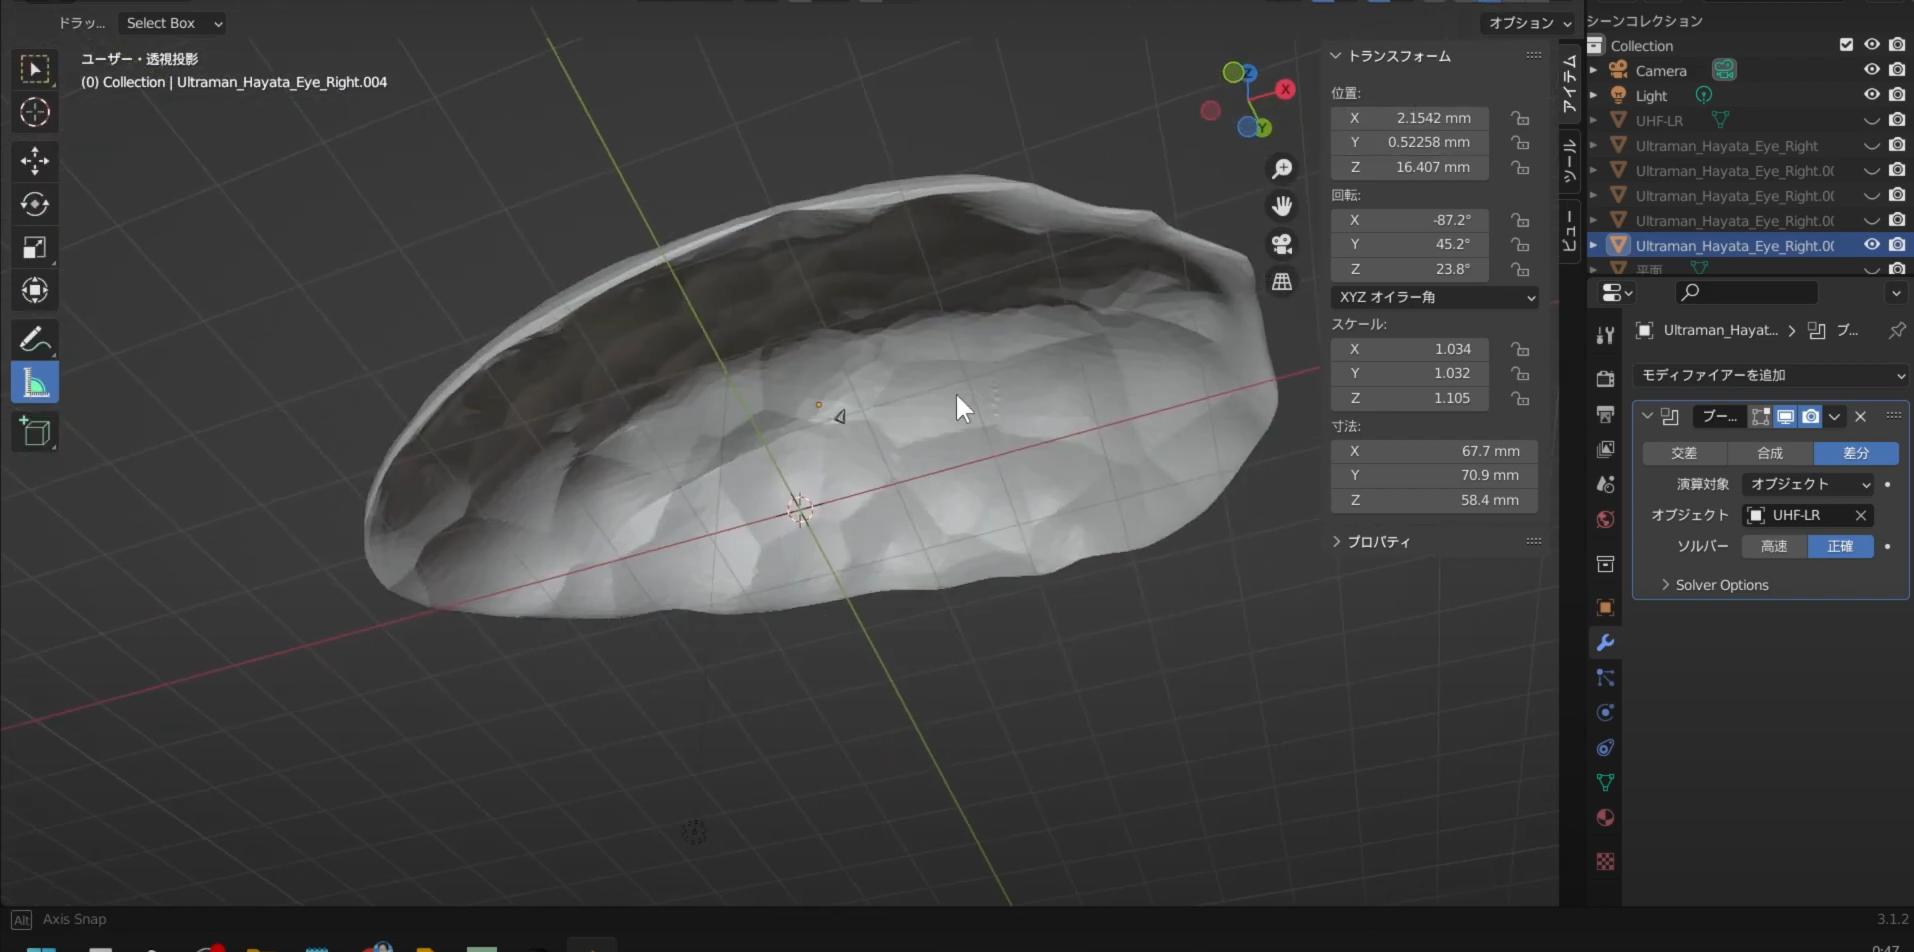 ドラッ...
Select Box
オプション
ユーザー・透視投影
(0) Collection | Ultraman_Hayata_Eye_Right.004
Z
X
Y
トランスフォーム
位置:
X 2.1542 mm
Y 0.52258 mm
Z 16.407 mm
回転:
X -87.2°
Y 45.2°
Z 23.8°
XYZ オイラー角
スケール:
X 1.034
Y 1.032
Z 1.105
寸法:
X 67.7 mm
Y 70.9 mm
Z 58.4 mm
プロパティ
アイテム
ツール
ビュー
シーンコレクション
Collection
Camera
Light
UHF-LR
Ultraman_Hayata_Eye_Right
Ultraman_Hayata_Eye_Right.00
Ultraman_Hayata_Eye_Right.00
Ultraman_Hayata_Eye_Right.00
Ultraman_Hayata_Eye_Right.00
平面
Ultraman_Hayat...
ブ...
モディファイアーを追加
ブー...
交差
合成
差分
演算対象 オブジェクト
オブジェクト UHF-LR
ソルバー 高速 正確
Solver Options
Alt Axis Snap
3.1.2
0:47